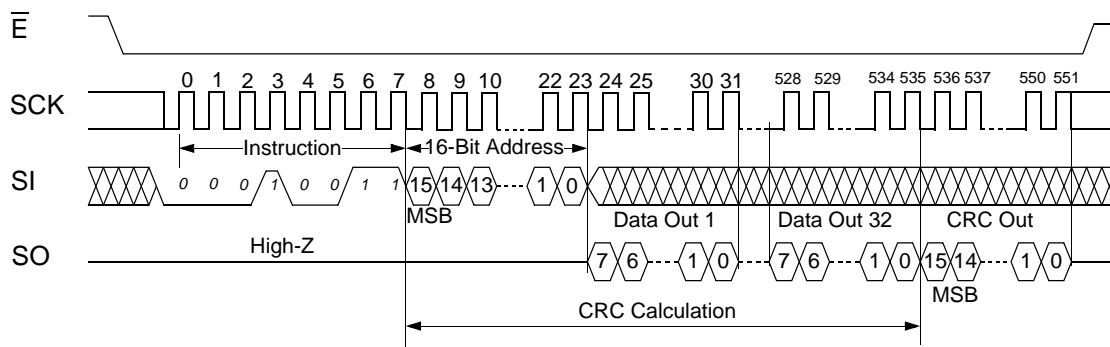 E
0 1 2 3 4 5 6 7 8 9 10 22 23 24 25 30 31 528 529 534 535 536 537 550 551
SCK
Instruction 16-Bit Address
SI 0 0 0 1 0 0 1 1 15 14 13 1 0
MSB Data Out 1 Data Out 32 CRC Out
High-Z
SO 7 6 1 0 7 6 1 0 15 14 1 0
MSB
CRC Calculation